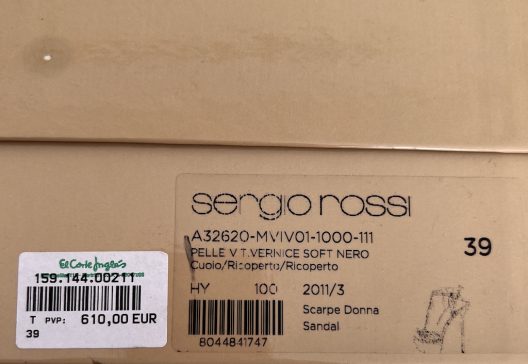 sergio rossi
A32620-MVIV01-1000-111
39
PELLE VIT.VERNICE SOFT NERO
Cuoio/Ricoperto/Ricoperto
HY 100 2011/3
Scarpe Donna
Sandal
8044841747
El Corte Inglés
159.144.00211
T PVP: 610,00 EUR
39